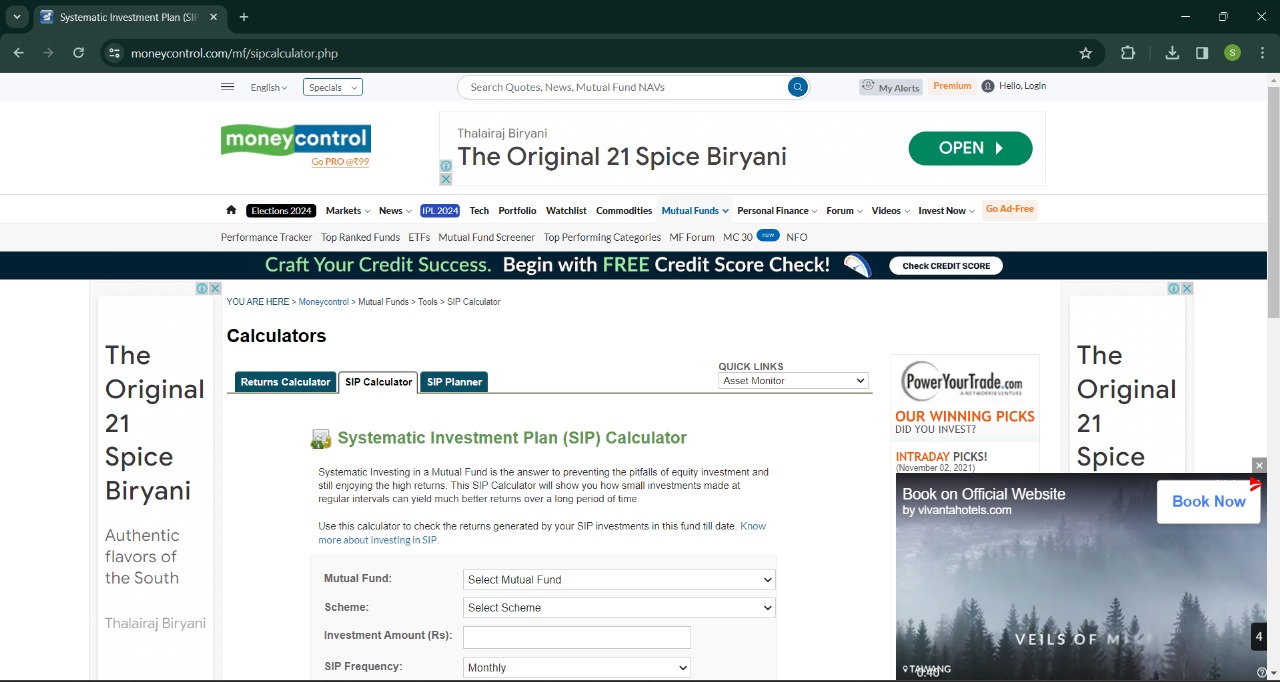 Systematic Investment Plan (SIP
moneycontrol.com/mf/sipcalculator.php
S
English
Specials
Search Quotes, News, Mutual Fund NAVs
My Alerts
Premium
Hello, Login
moneycontrol
Go PRO @₹99
Thalairaj Biryani
The Original 21 Spice Biryani
OPEN
Elections 2024 Markets News IPL 2024 Tech Portfolio Watchlist Commodities Mutual Funds Personal Finance Forum Videos Invest Now Go Ad-Free
Performance Tracker Top Ranked Funds ETFs Mutual Fund Screener Top Performing Categories MF Forum MC 30 new NFO
Craft Your Credit Success. Begin with FREE Credit Score Check! Check CREDIT SCORE
The
Original
21
Spice
Biryani
Authentic
flavors of
the South
Thalairaj Biryani
YOU ARE HERE > Moneycontrol > Mutual Funds > Tools > SIP Calculator
Calculators
Returns Calculator SIP Calculator SIP Planner
QUICK LINKS
Asset Monitor
Systematic Investment Plan (SIP) Calculator
Systematic Investing in a Mutual Fund is the answer to preventing the pitfalls of equity investment and
still enjoying the high returns. This SIP Calculator will show you how small investments made at
regular intervals can yield much better returns over a long period of time.
Use this calculator to check the returns generated by your SIP investments in this fund till date. Know
more about Investing in SIP.
Mutual Fund: Select Mutual Fund
Scheme: Select Scheme
Investment Amount (Rs):
SIP Frequency: Monthly
PowerYourTrade.com
A NETWORK18 VENTURE
OUR WINNING PICKS
DID YOU INVEST?
INTRADAY PICKS!
(November 02, 2021)
The
Original
21
Spice
Book on Official Website
by vivantahotels.com
Book Now
VEILS OF M
4
TAWANG
0:40